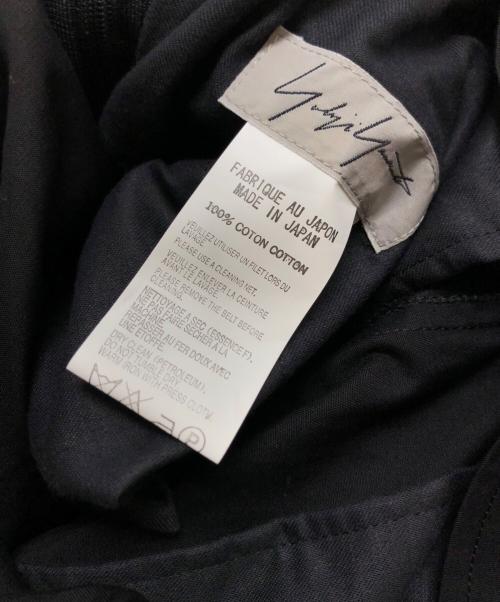 Yohji Yamamoto
FABRIQUE AU JAPON
MADE IN JAPAN
100% COTON COTTON
VEUILLEZ UTILISER UN FILET LORS DU
LAVAGE.
PLEASE USE A CLEANING NET.
VEUILLEZ ENLEVER LA CEINTURE
AVANT LE LAVAGE.
PLEASE REMOVE THE BELT BEFORE
CLEANING.
NETTOYAGE A SEC (ESSENCE F).
NE PAS FAIRE SECHER A LA
MACHINE.
REPASSER AU FER DOUX AVEC
UNE ETOFFE.
DRY CLEAN (PETROLEUM).
DO NOT TUMBLE DRY.
WARM IRON WITH PRESS CLOTH.
P